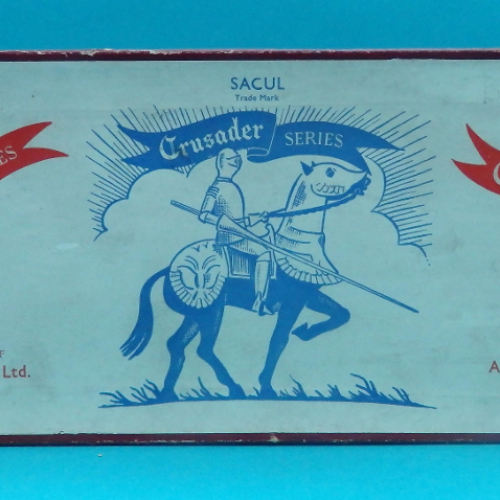 SACUL
Trade Mark
Crusader SERIES
Ltd.